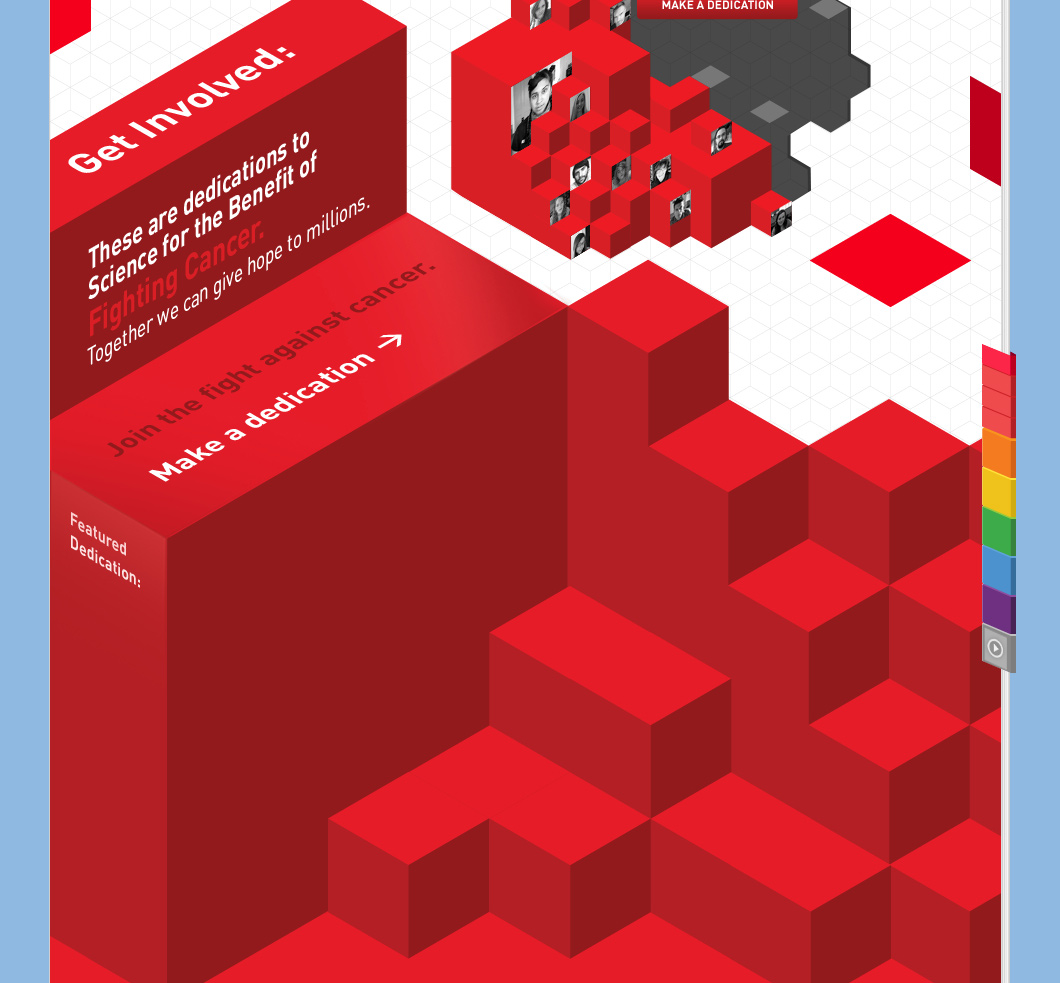 MAKE A DEDICATION
Get Involved:
These are dedications to
Science for the Benefit of
Fighting Cancer.
Together we can give hope to millions.
Join the fight against cancer.
Make a dedication →
Featured
Dedication: